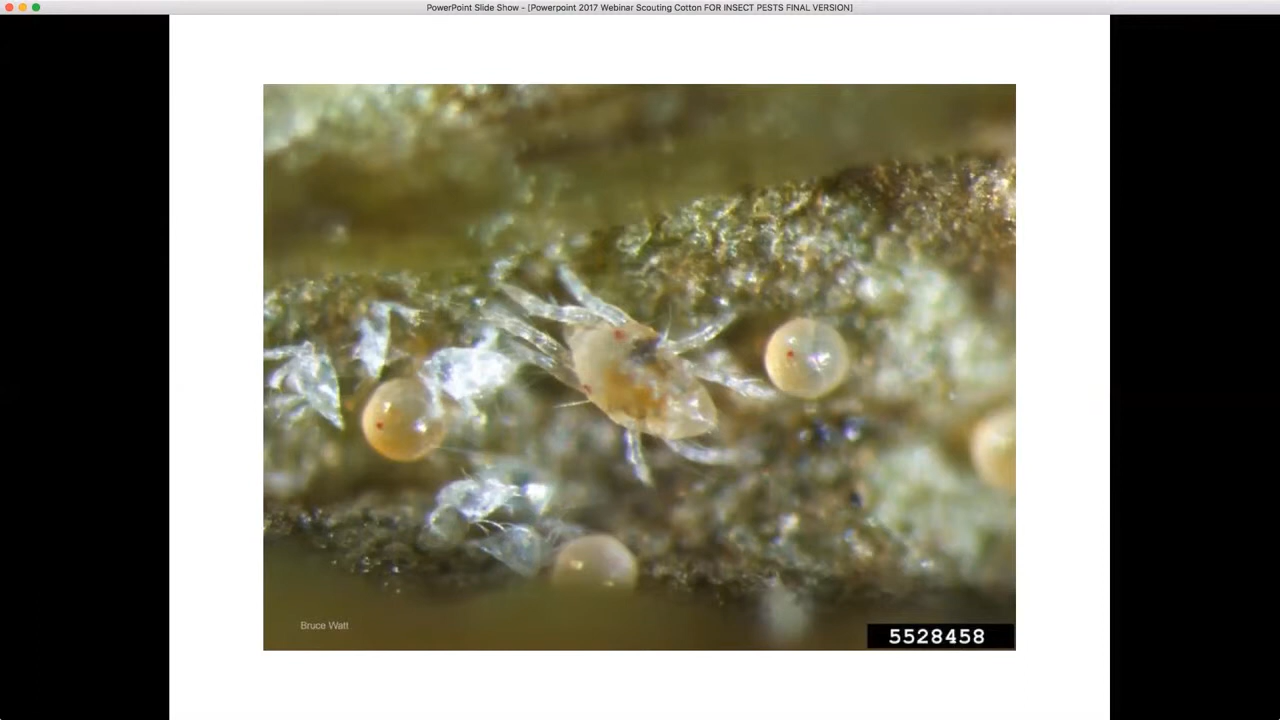 PowerPoint Slide Show - [Powerpoint 2017 Webinar Scouting Cotton FOR INSECT PESTS FINAL VERSION]
Bruce Watt
5528458